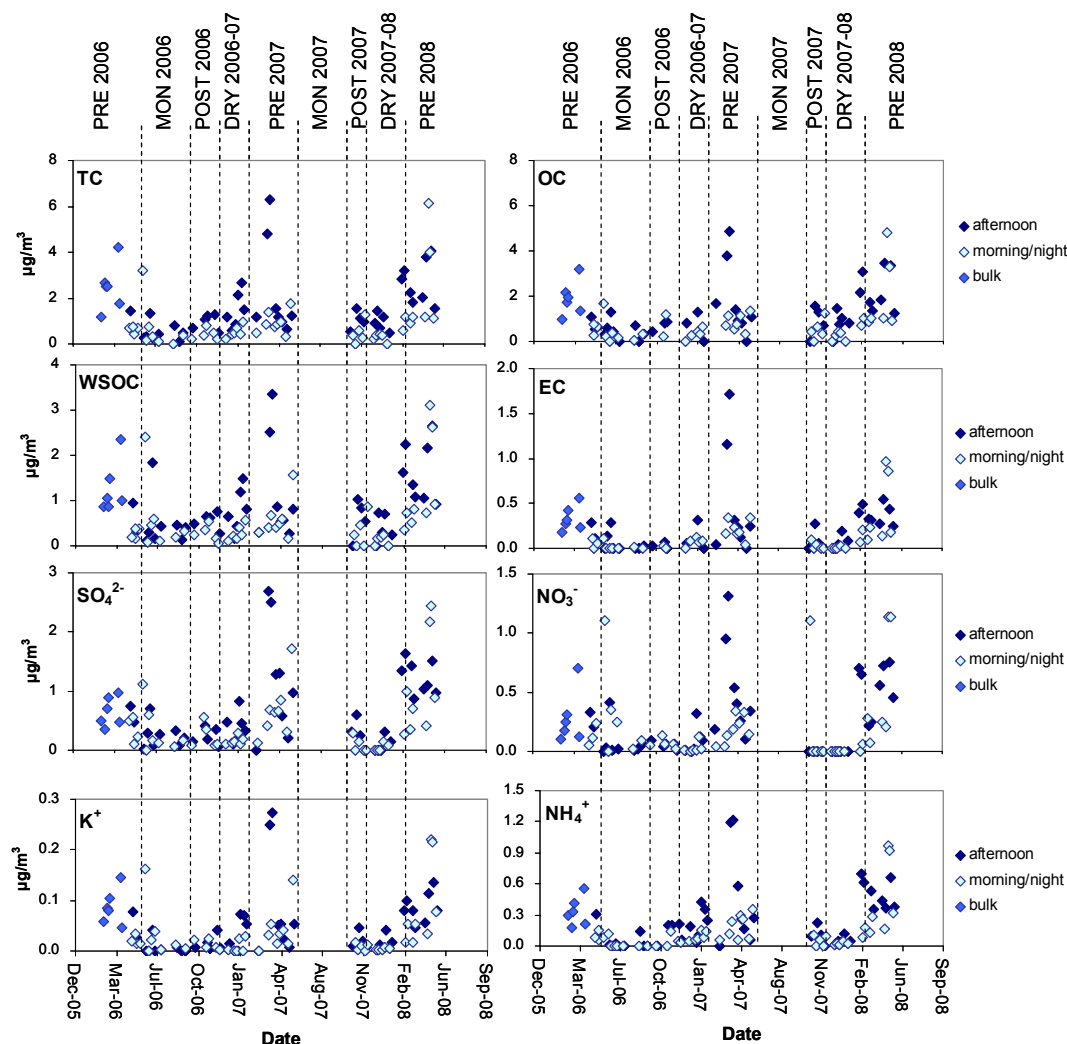 PRE 2006
MON 2006
POST 2006
DRY 2006-07
PRE 2007
MON 2007
POST 2007
DRY 2007-08
PRE 2008
PRE 2006
MON 2006
POST 2006
DRY 2006-07
PRE 2007
MON 2007
POST 2007
DRY 2007-08
PRE 2008
TC
µg/m³
8
6
4
2
0
OC
8
6
4
2
0
afternoon
morning/night
bulk
WSOC
µg/m³
4
3
2
1
0
EC
2.0
1.5
1.0
0.5
0.0
afternoon
morning/night
bulk
SO₄²⁻
µg/m³
3
2
1
0
NO₃⁻
1.5
1.0
0.5
0.0
afternoon
morning/night
bulk
K⁺
µg/m³
0.3
0.2
0.1
0.0
NH₄⁺
1.5
1.2
0.9
0.6
0.3
0.0
afternoon
morning/night
bulk
Dec-05
Mar-06
Jul-06
Oct-06
Jan-07
Apr-07
Aug-07
Nov-07
Feb-08
Jun-08
Sep-08
Date
Dec-05
Mar-06
Jul-06
Oct-06
Jan-07
Apr-07
Aug-07
Nov-07
Feb-08
Jun-08
Sep-08
Date